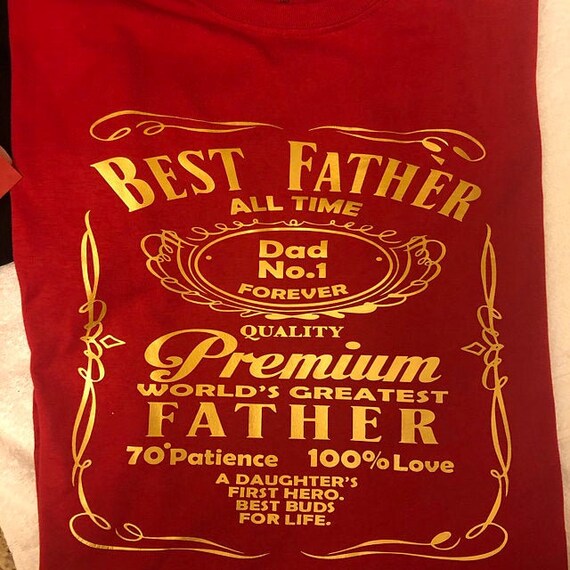 BEST FATHER
ALL TIME
Dad
No.1
FOREVER
QUALITY
Premium
WORLD'S GREATEST
FATHER
70° Patience 100% Love
A DAUGHTER'S
FIRST HERO.
BEST BUDS
FOR LIFE.